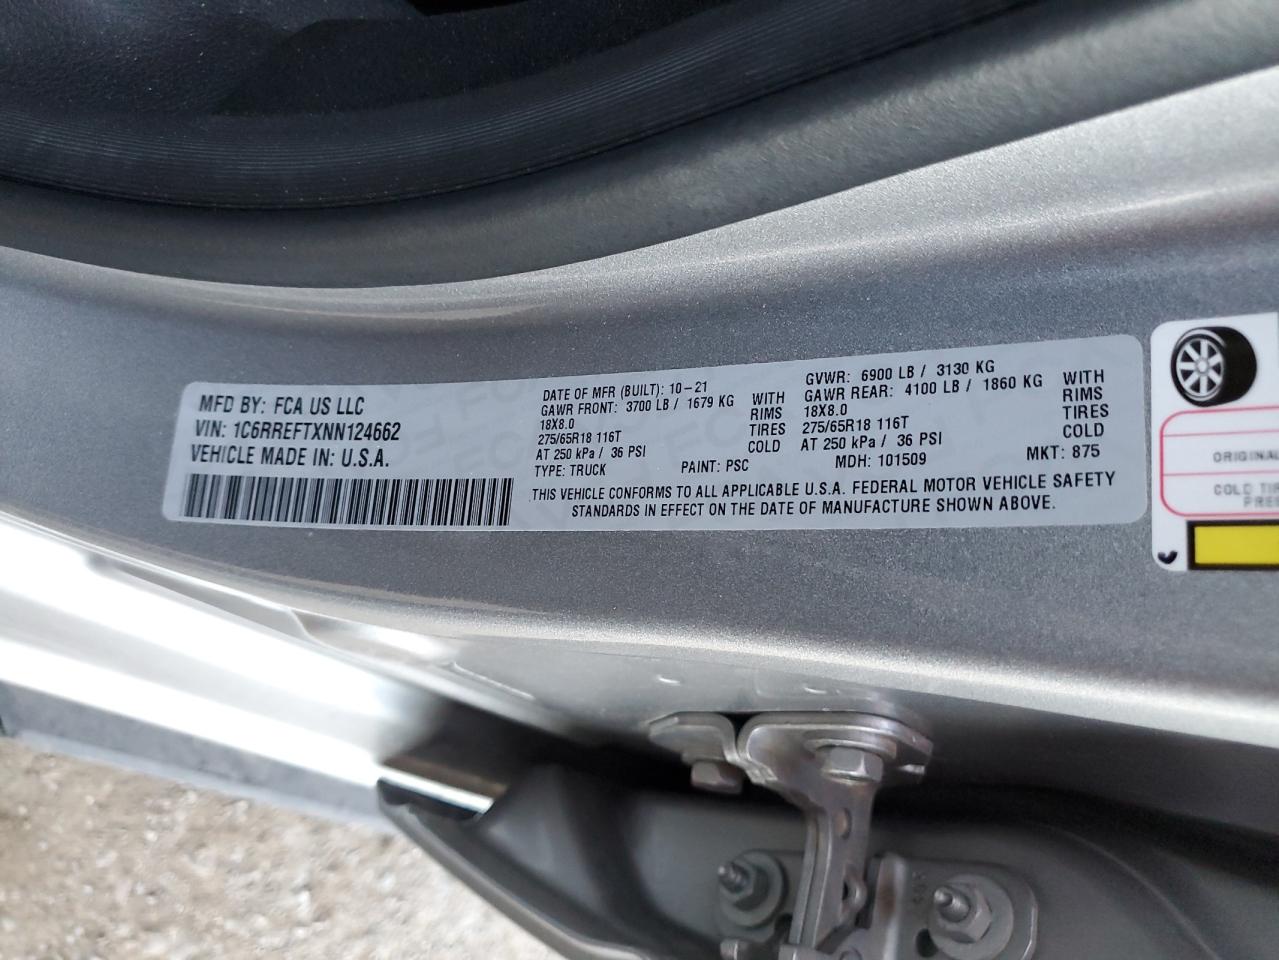 MFD BY: FCA US LLC
VIN: 1C6RREFTXNN124662
VEHICLE MADE IN: U.S.A.
DATE OF MFR (BUILT): 10-21
GAWR FRONT: 3700 LB / 1679 KG WITH
18X8.0 RIMS
275/65R18 116T TIRES
AT 250 kPa / 36 PSI COLD
TYPE: TRUCK PAINT: PSC
GVWR: 6900 LB / 3130 KG
GAWR REAR: 4100 LB / 1860 KG WITH
18X8.0 RIMS
275/65R18 116T TIRES
AT 250 kPa / 36 PSI COLD
MDH: 101509 MKT: 875
THIS VEHICLE CONFORMS TO ALL APPLICABLE U.S.A. FEDERAL MOTOR VEHICLE SAFETY
STANDARDS IN EFFECT ON THE DATE OF MANUFACTURE SHOWN ABOVE.
ORIGINAL
COLD